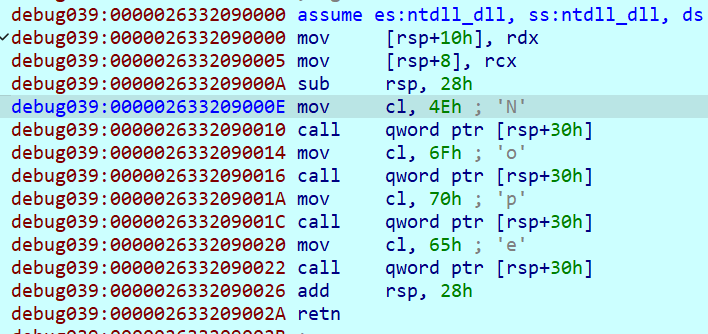 debug039:0000026332090000 assume es:ntdll_dll, ss:ntdll_dll, ds
debug039:0000026332090000 mov [rsp+10h], rdx
debug039:0000026332090005 mov [rsp+8], rcx
debug039:000002633209000A sub rsp, 28h
debug039:000002633209000E mov cl, 4Eh ; 'N'
debug039:0000026332090010 call qword ptr [rsp+30h]
debug039:0000026332090014 mov cl, 6Fh ; 'o'
debug039:0000026332090016 call qword ptr [rsp+30h]
debug039:000002633209001A mov cl, 70h ; 'p'
debug039:000002633209001C call qword ptr [rsp+30h]
debug039:0000026332090020 mov cl, 65h ; 'e'
debug039:0000026332090022 call qword ptr [rsp+30h]
debug039:0000026332090026 add rsp, 28h
debug039:000002633209002A retn